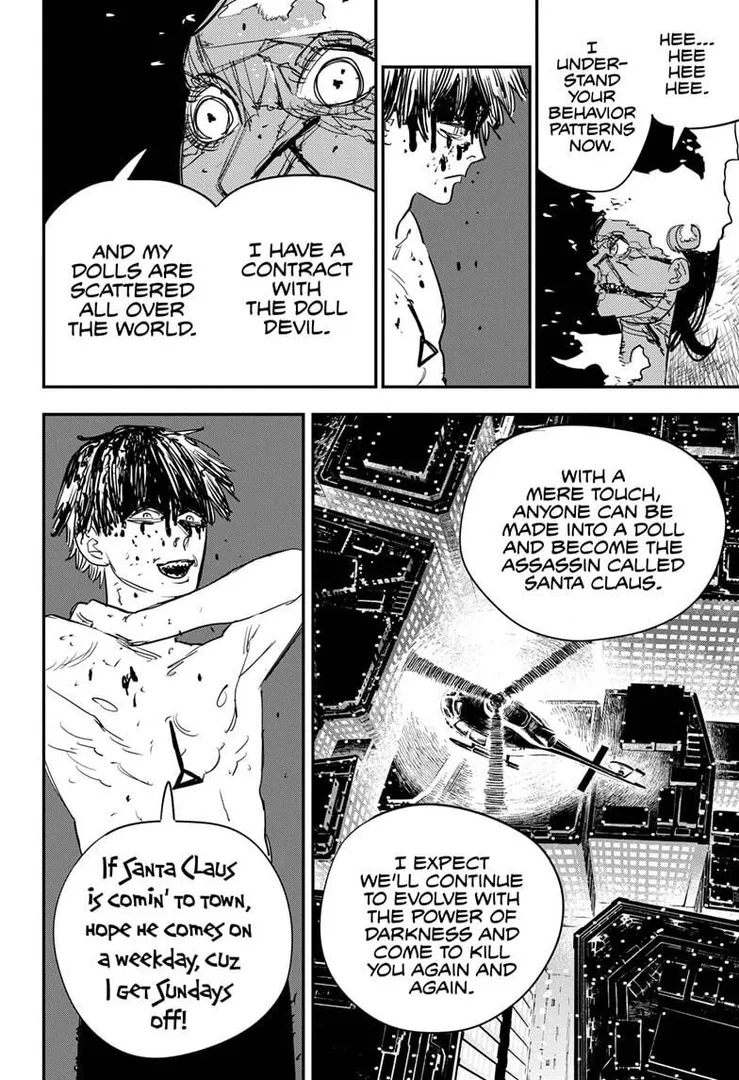 HEE...
HEE
HEE
HEE.
I
UNDER-
STAND
YOUR
BEHAVIOR
PATTERNS
NOW.
I HAVE A
CONTRACT
WITH
THE DOLL
DEVIL.
AND MY
DOLLS ARE
SCATTERED
ALL OVER
THE WORLD.
WITH A
MERE TOUCH,
ANYONE CAN BE
MADE INTO A DOLL
AND BECOME THE
ASSASSIN CALLED
SANTA CLAUS.
I EXPECT
WE'LL CONTINUE
TO EVOLVE WITH
THE POWER OF
DARKNESS AND
COME TO KILL
YOU AGAIN AND
AGAIN.
IF SANTA CLAUS
IS COMIN' TO TOWN,
HOPE HE COMES ON
A WEEKDAY, CUZ
I GET SUNDAYS
OFF!